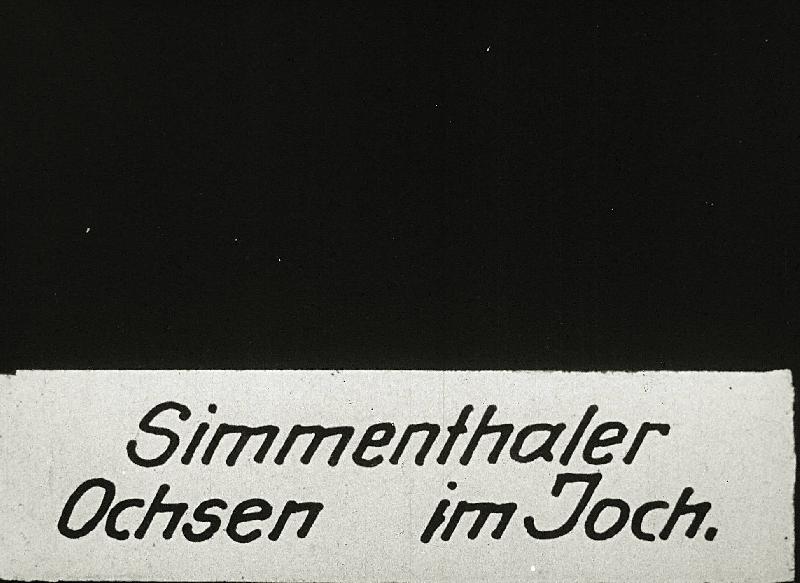 Simmenthaler
Ochsen im Joch.